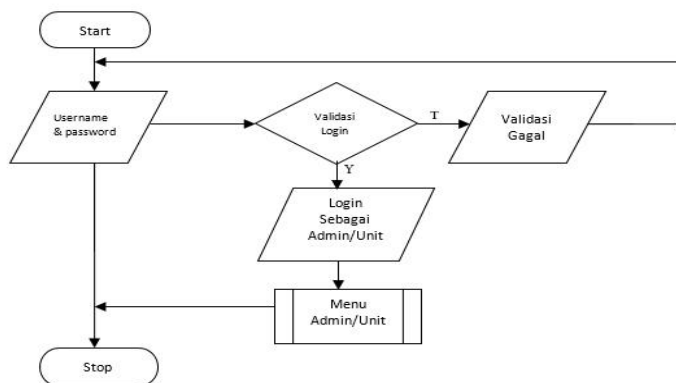 Start
Username
& password
Validasi
Login
T
Validasi
Gagal
Y
Login
Sebagai
Admin/Unit
Menu
Admin/Unit
Stop